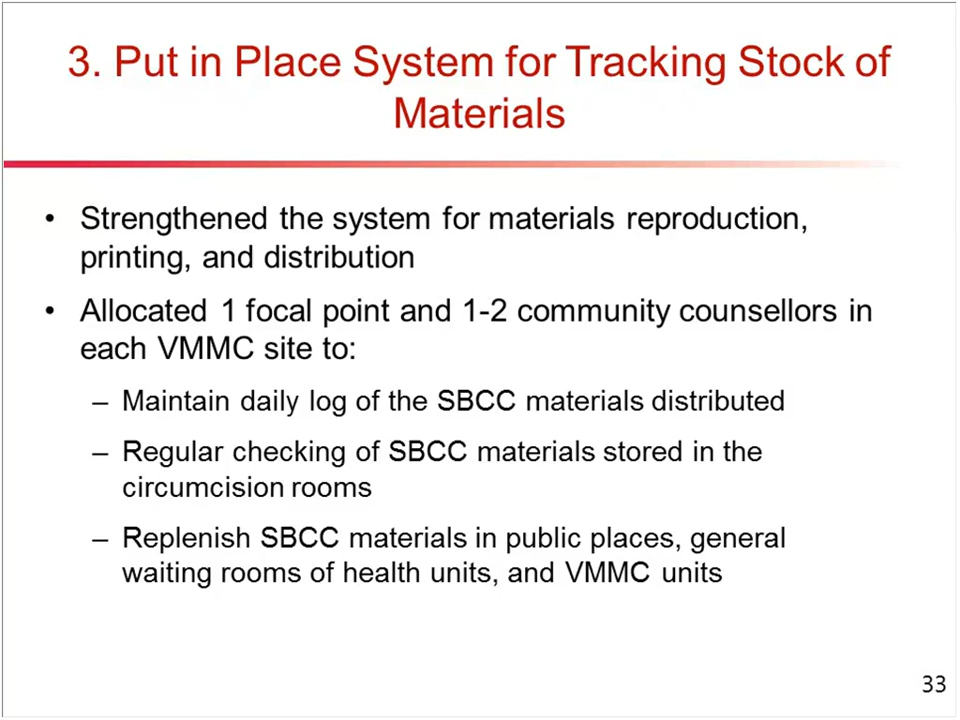 3. Put in Place System for Tracking Stock of
Materials
• Strengthened the system for materials reproduction,
printing, and distribution
• Allocated 1 focal point and 1-2 community counsellors in
each VMMC site to:
– Maintain daily log of the SBCC materials distributed
– Regular checking of SBCC materials stored in the
circumcision rooms
– Replenish SBCC materials in public places, general
waiting rooms of health units, and VMMC units
33